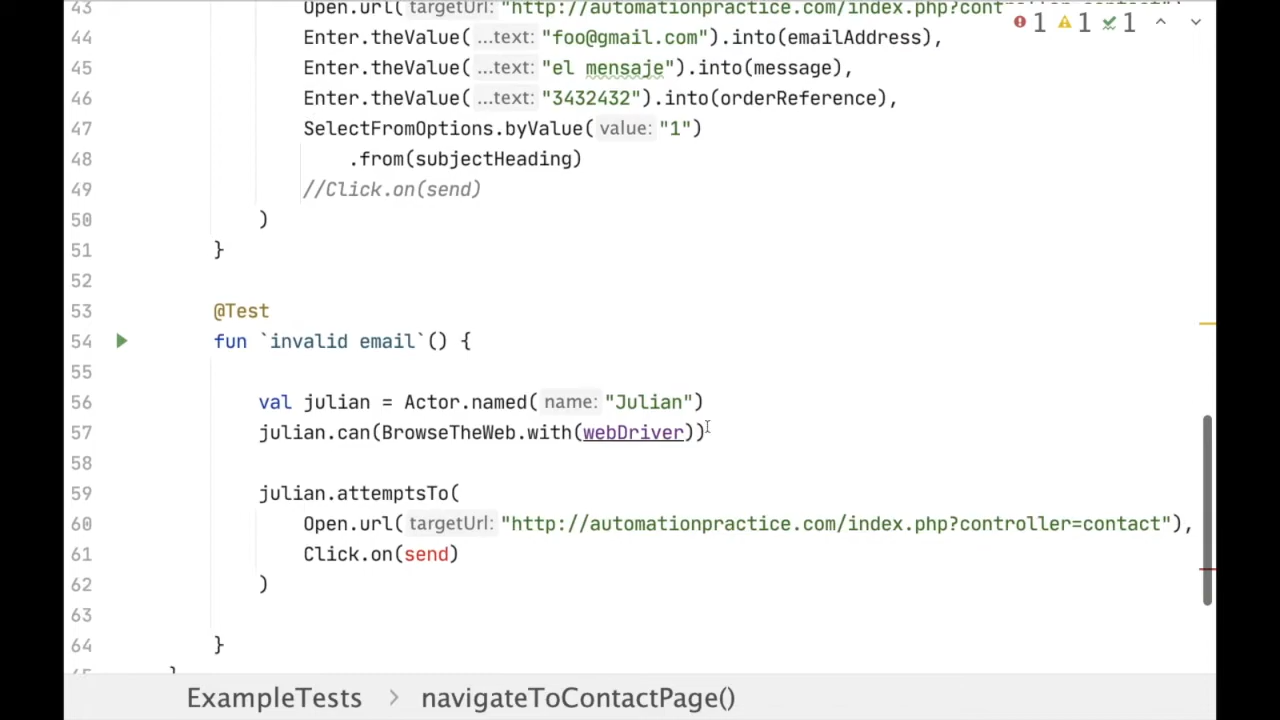 43 Open.url( targetUrl: "http://automationpractice.com/index.php?controller=contact"),
1 1 1
44 Enter.theValue( ...text: "foo@gmail.com").into(emailAddress),
45 Enter.theValue( ...text: "el mensaje").into(message),
46 Enter.theValue( ...text: "3432432").into(orderReference),
47 SelectFromOptions.byValue( value: "1")
48 .from(subjectHeading)
49 //Click.on(send)
50 )
51 }
52
53 @Test
54 fun `invalid email`() {
55
56 val julian = Actor.named( name: "Julian")
57 julian.can(BrowseTheWeb.with(webDriver))
58
59 julian.attemptsTo(
60 Open.url( targetUrl: "http://automationpractice.com/index.php?controller=contact"),
61 Click.on(send)
62 )
63
64 }
65 }
ExampleTests > navigateToContactPage()